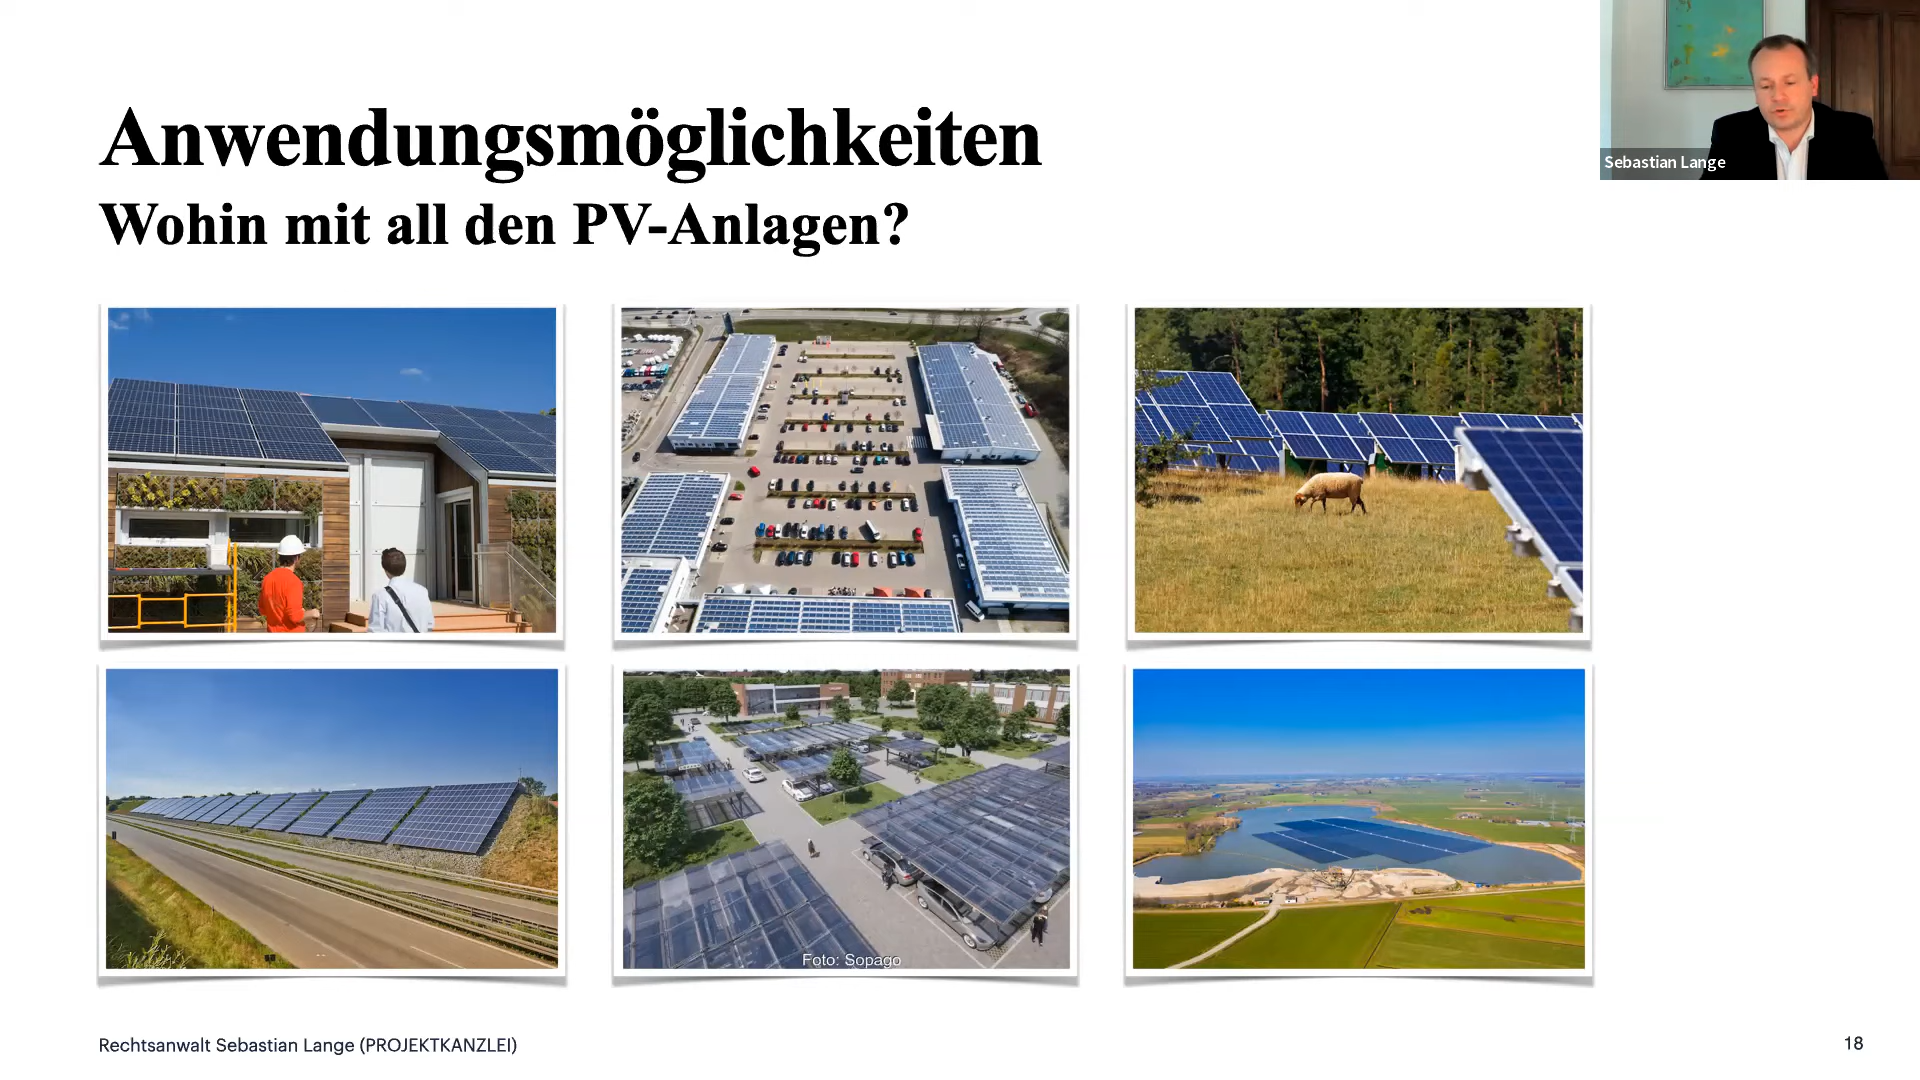 Anwendungsmöglichkeiten
Wohin mit all den PV-Anlagen?
Sebastian Lange
Foto: Sopago
Rechtsanwalt Sebastian Lange (PROJEKTKANZLEI)
18